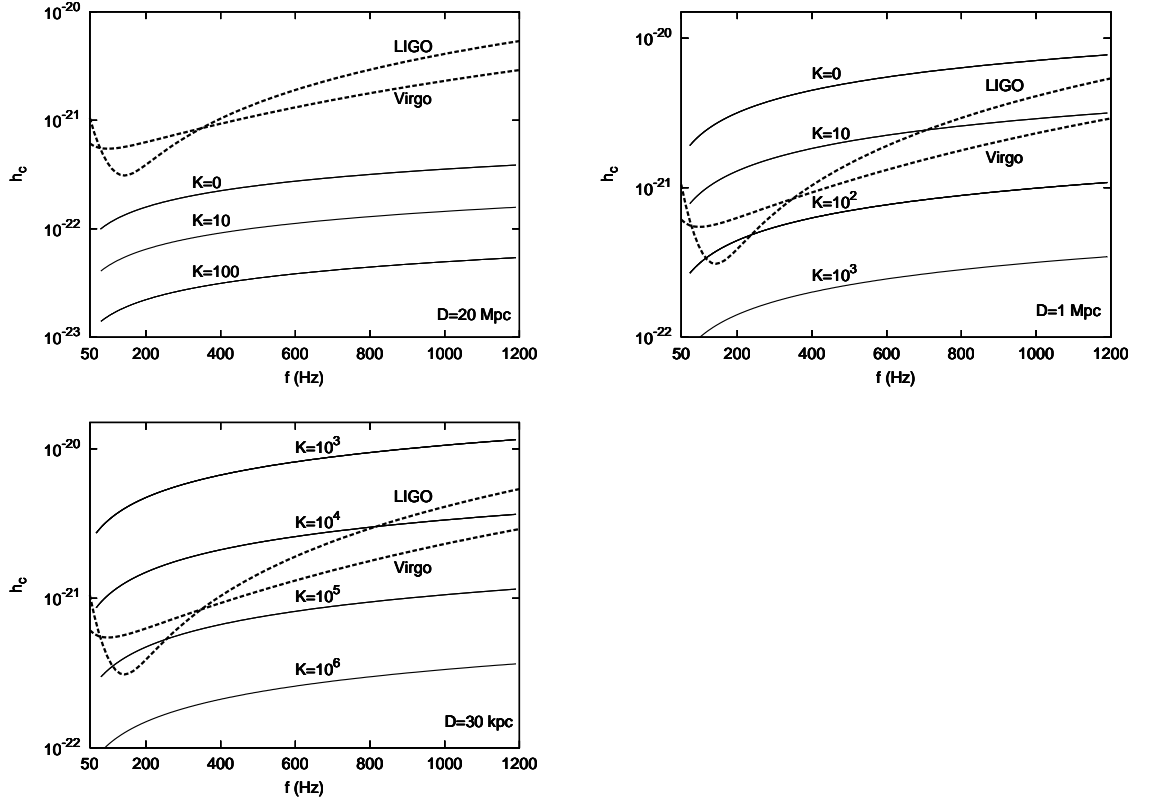 10^-20
10^-21
10^-22
10^-23
h_c
LIGO
Virgo
K=0
K=10
K=100
D=20 Mpc
50 200 400 600 800 1000 1200
f (Hz)
10^-20
10^-21
10^-22
h_c
K=0
LIGO
K=10
Virgo
K=10^2
K=10^3
D=1 Mpc
50 200 400 600 800 1000 1200
f (Hz)
10^-20
10^-21
10^-22
h_c
K=10^3
LIGO
K=10^4
Virgo
K=10^5
K=10^6
D=30 kpc
50 200 400 600 800 1000 1200
f (Hz)